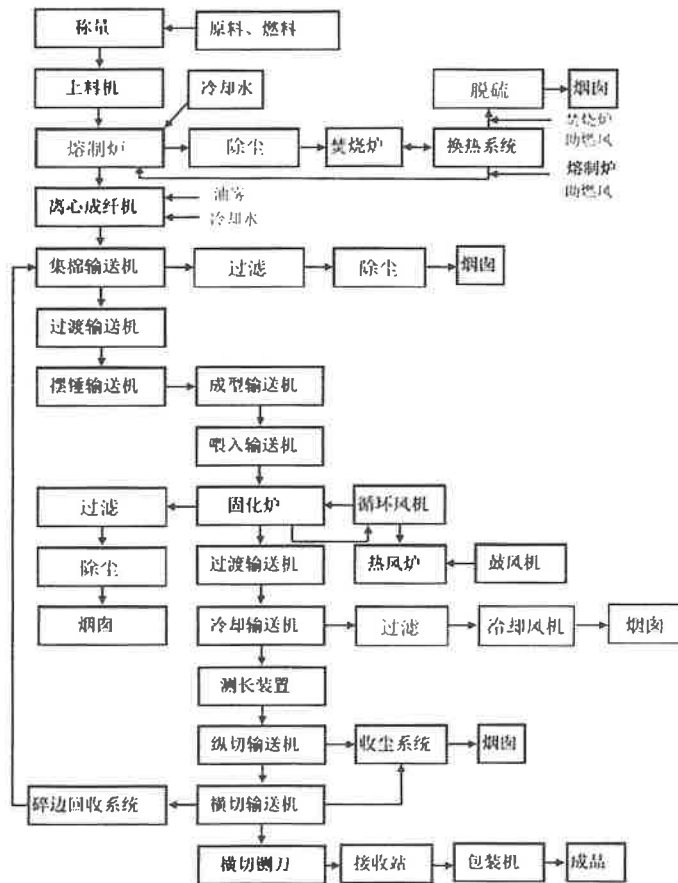 称量
原料、燃料
上料机
冷却水
脱硫
烟囱
焚烧炉
助燃风
熔制炉
除尘
焚烧炉
换热系统
熔制炉
助燃风
离心成纤机
油雾
冷却水
集棉输送机
过滤
除尘
烟囱
过渡输送机
摆锤输送机
成型输送机
喂入输送机
过滤
固化炉
循环风机
除尘
过渡输送机
热风炉
鼓风机
烟囱
冷却输送机
过滤
冷却风机
烟囱
测长装置
纵切输送机
收尘系统
烟囱
碎边回收系统
横切输送机
横切铡刀
接收站
包装机
成品